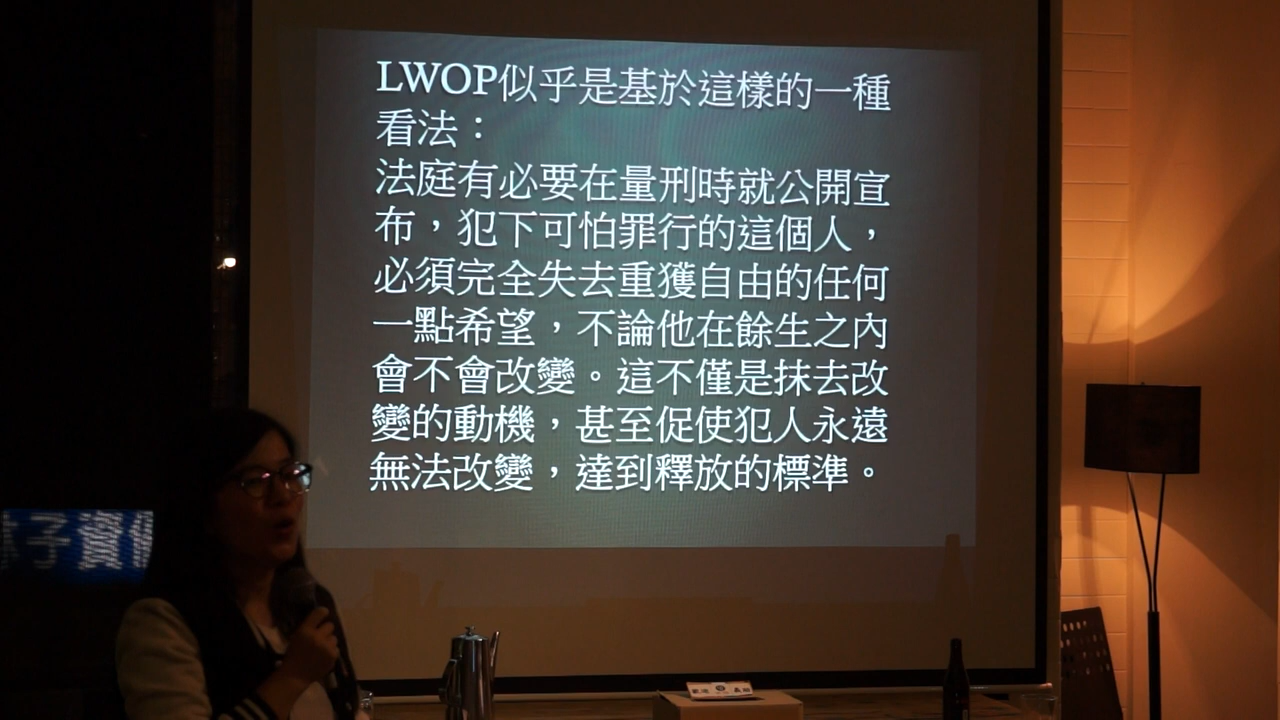 LWOP似乎是基於這樣的一種
看法：
法庭有必要在量刑時就公開宣
布，犯下可怕罪行的這個人，
必須完全失去重獲自由的任何
一點希望，不論他在餘生之內
會不會改變。這不僅是抹去改
變的動機，甚至促使犯人永遠
無法改變，達到釋放的標準。
子資